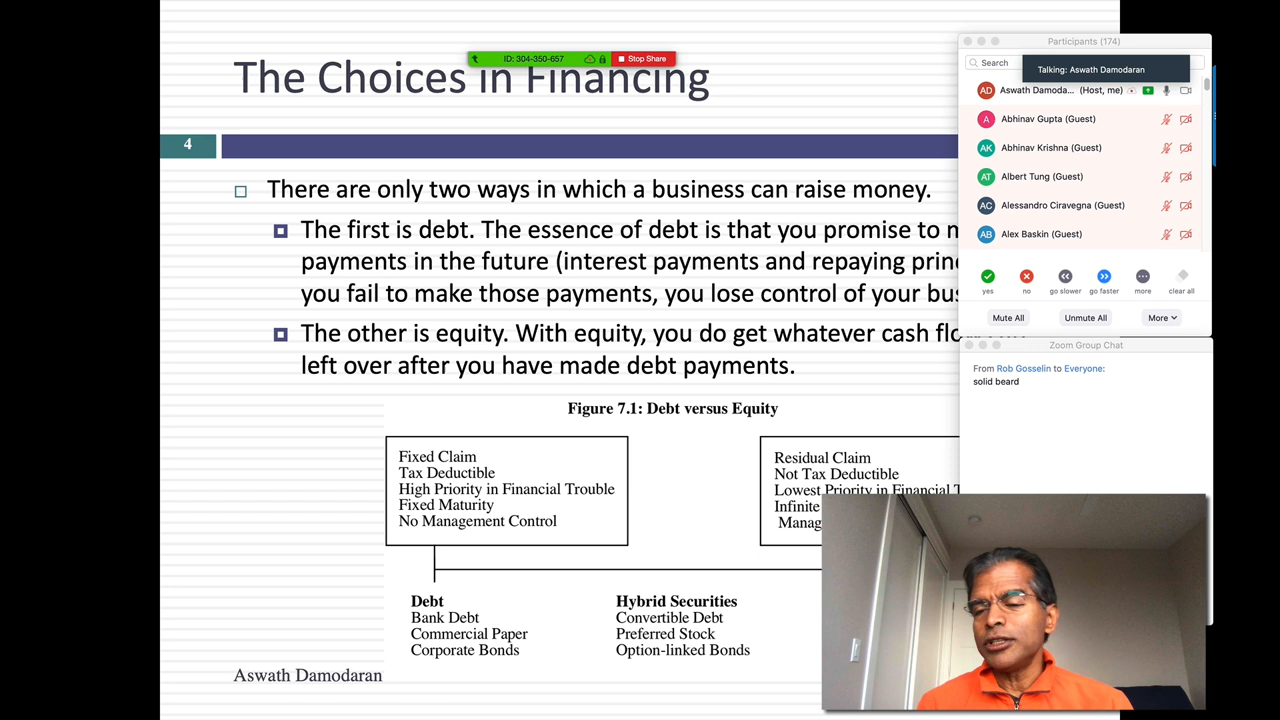 The Choices in Financing
ID: 304-350-657
Stop Share
4
There are only two ways in which a business can raise money.
The first is debt. The essence of debt is that you promise to
payments in the future (interest payments and repaying
you fail to make those payments, you lose control of your
The other is equity. With equity, you do get whatever cash
left over after you have made debt payments.
Figure 7.1: Debt versus Equity
Fixed Claim
Tax Deductible
High Priority in Financial Trouble
Fixed Maturity
No Management Control
Residual Claim
Not Tax Deductible
Lowest Priority in Financial
Infinite
Debt
Bank Debt
Commercial Paper
Corporate Bonds
Hybrid Securities
Convertible Debt
Preferred Stock
Option-linked Bonds
Aswath Damodaran
Participants (174)
Search
Talking: Aswath Damodaran
AD Aswath Damoda... (Host, me)
A Abhinav Gupta (Guest)
AK Abhinav Krishna (Guest)
AT Albert Tung (Guest)
AC Alessandro Ciravegna (Guest)
AB Alex Baskin (Guest)
yes no go slower go faster more clear all
Mute All Unmute All More
Zoom Group Chat
From Rob Gosselin to Everyone:
solid beard